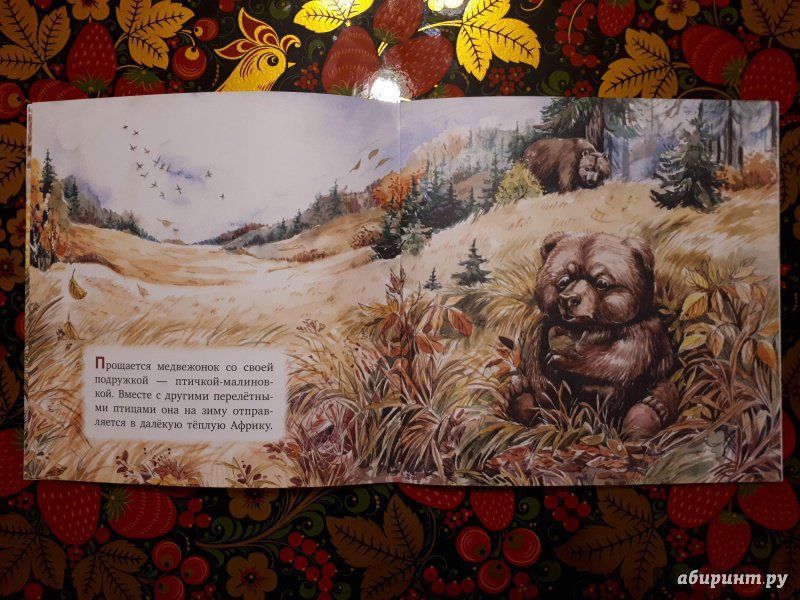 Прощается медвежонок со своей
подружкой — птичкой-малинов-
кой. Вместе с другими перелётны-
ми птицами она на зиму отправ-
ляется в далёкую тёплую Африку.
абиринт.ру